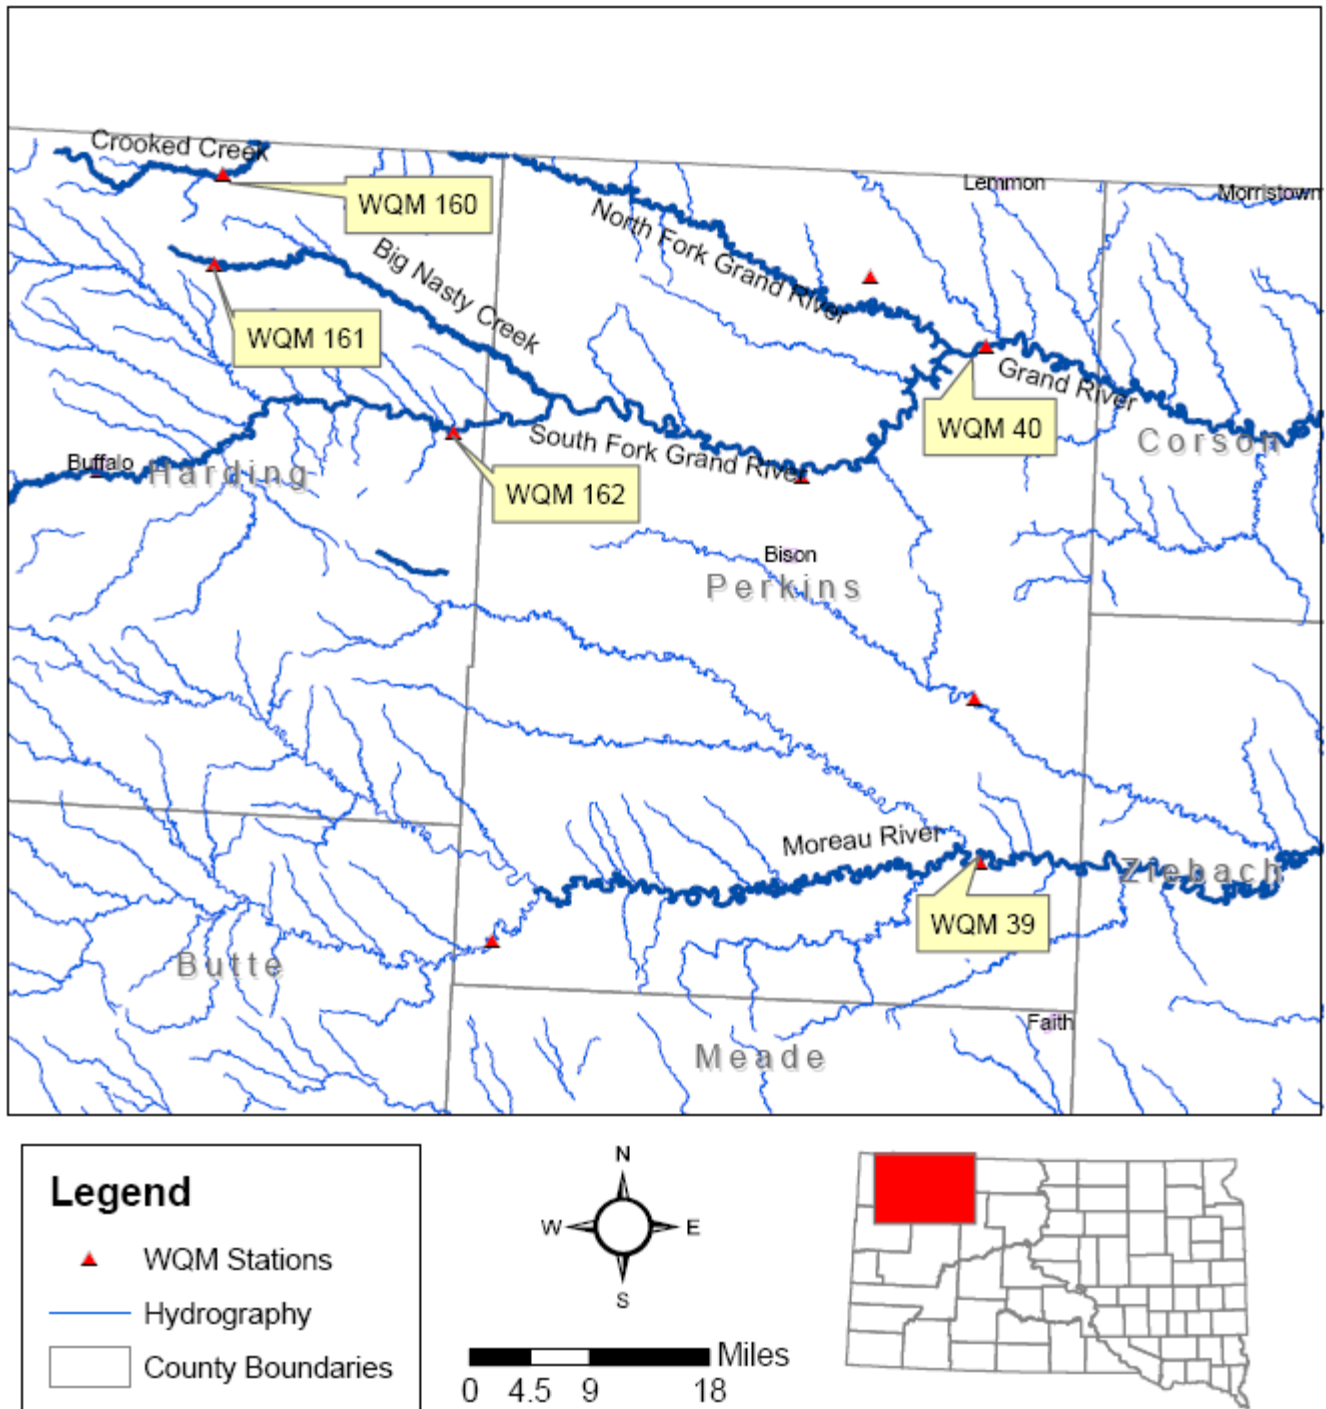 Crooked Creek
Lemmon
Morristown
WQM 160
North Fork Grand River
Big Nasty Creek
WQM 161
Grand River
WQM 40
Corson
South Fork Grand River
Buffalo
Harding
WQM 162
Bison
Perkins
Moreau River
Ziebach
WQM 39
Butte
Faith
Meade
Legend
WQM Stations
Hydrography
County Boundaries
N
W E
S
Miles
0 4.5 9 18